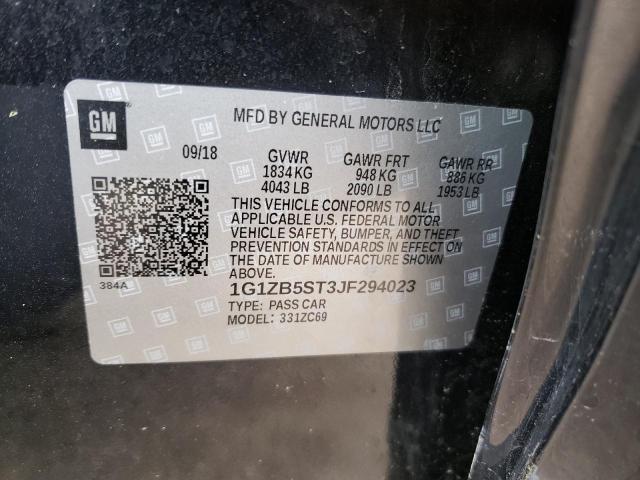 GM
MFD BY GENERAL MOTORS LLC
09/18 GVWR GAWR FRT GAWR RR
1834 KG 948 KG 886 KG
4043 LB 2090 LB 1953 LB
THIS VEHICLE CONFORMS TO ALL
APPLICABLE U.S. FEDERAL MOTOR
VEHICLE SAFETY, BUMPER, AND THEFT
PREVENTION STANDARDS IN EFFECT ON
THE DATE OF MANUFACTURE SHOWN
ABOVE.
384A
1G1ZB5ST3JF294023
TYPE: PASS CAR
MODEL: 331ZC69